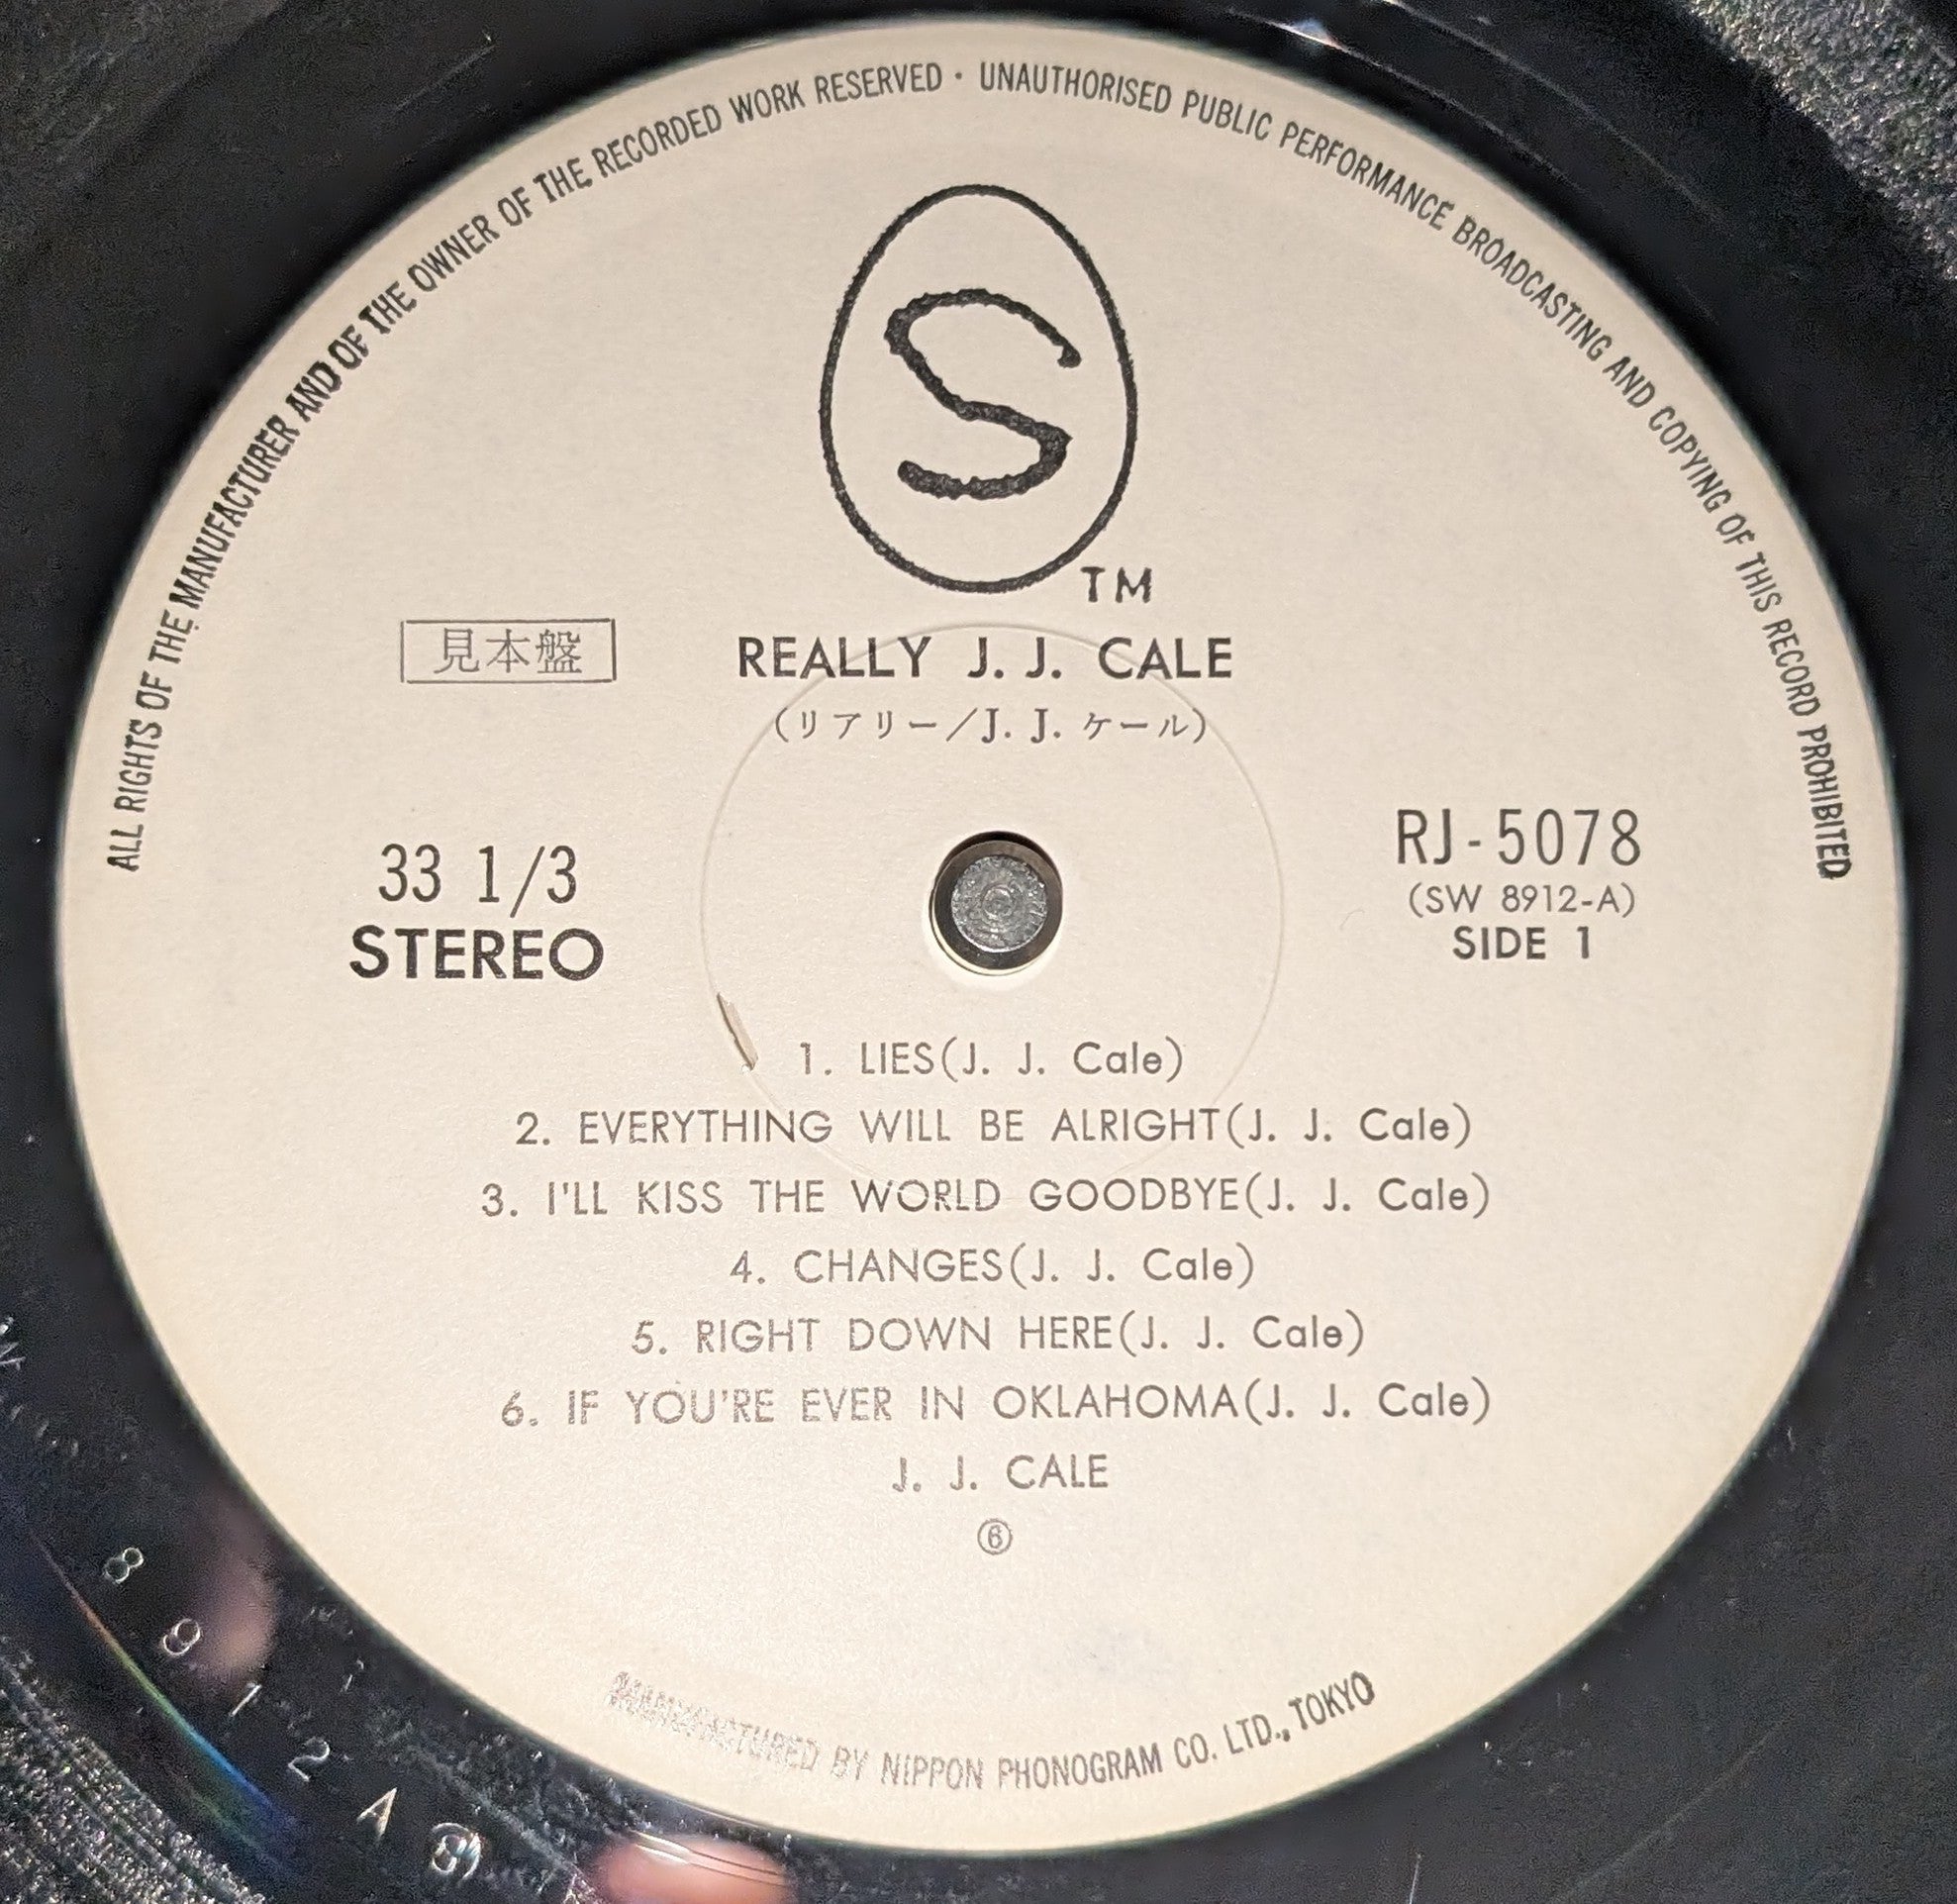 ALL RIGHTS OF THE MANUFACTURER AND OF THE OWNER OF THE RECORDED WORK RESERVED · UNAUTHORISED PUBLIC PERFORMANCE BROADCASTING AND COPYING OF THIS RECORD PROHIBITED
S
TM
見本盤
REALLY J. J. CALE
(リアリー/J. J. ケール)
33 1/3
STEREO
RJ-5078
(SW 8912-A)
SIDE 1
1. LIES(J. J. Cale)
2. EVERYTHING WILL BE ALRIGHT(J. J. Cale)
3. I'LL KISS THE WORLD GOODBYE(J. J. Cale)
4. CHANGES(J. J. Cale)
5. RIGHT DOWN HERE(J. J. Cale)
6. IF YOU'RE EVER IN OKLAHOMA(J. J. Cale)
J. J. CALE
⑥
MANUFACTURED BY NIPPON PHONOGRAM CO. LTD., TOKYO
8912A